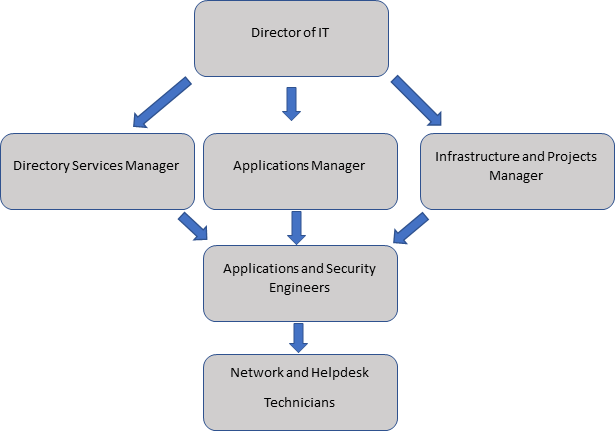 Director of IT
Directory Services Manager
Applications Manager
Infrastructure and Projects
Manager
Applications and Security
Engineers
Network and Helpdesk
Technicians